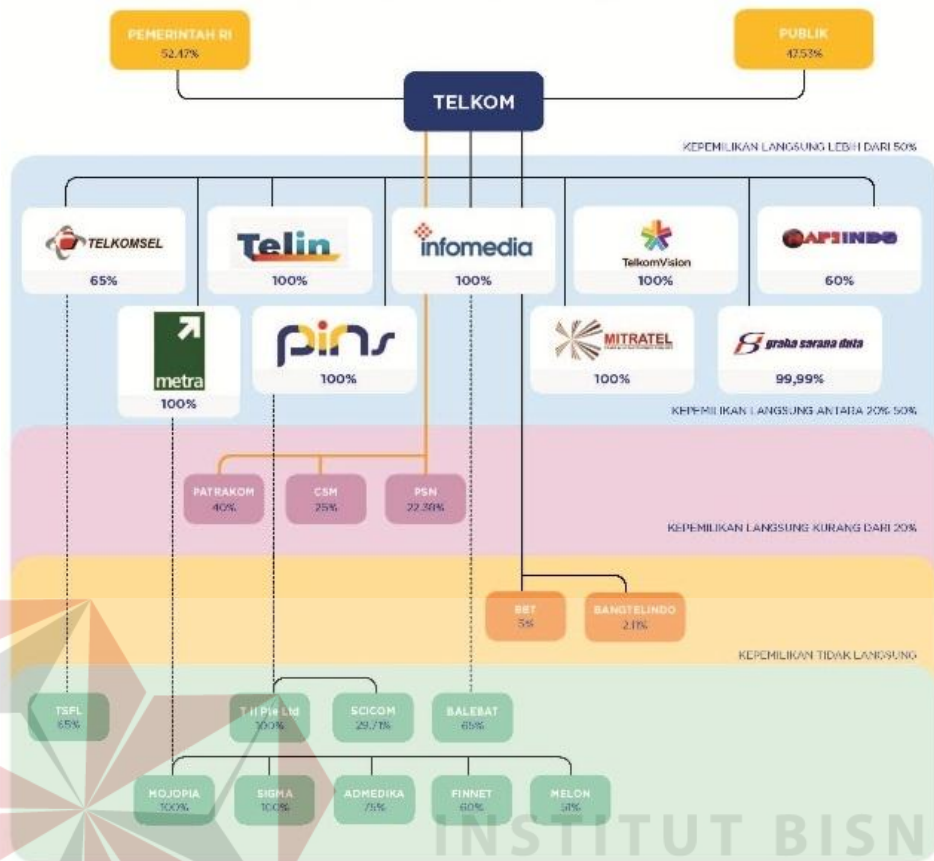 PEMERINTAH RI
52.47%
PUBLIK
47.53%
TELKOM
KEPEMILIKAN LANGSUNG LEBIH DARI 50%
TELKOMSEL
65%
Telin
100%
infomedia
100%
TelkomVision
100%
60%
metra
100%
pins
100%
MITRATEL
100%
graha sarana duta
99,99%
KEPEMILIKAN LANGSUNG ANTARA 20%-50%
PATRAKOM
40%
CSM
25%
PSN
22.38%
KEPEMILIKAN LANGSUNG KURANG DARI 20%
BBT
5%
BANGTELINDO
2.11%
KEPEMILIKAN TIDAK LANGSUNG
TSFL
65%
T II Pte Ltd
100%
SCICOM
29.71%
BALEBAT
65%
MOJOPIA
100%
SIGMA
100%
ADMEDIKA
75%
FINNET
60%
MELON
51%
INSTITUT BISN